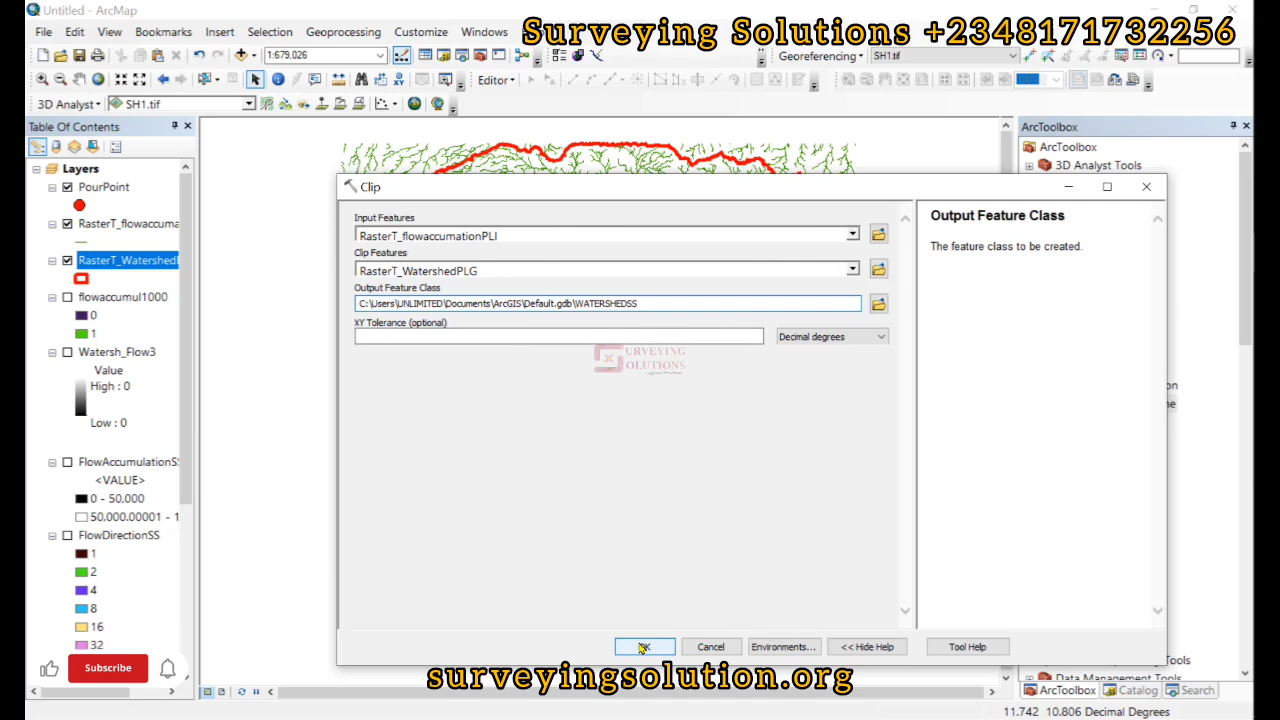 Untitled - ArcMap
Surveying Solutions +2348171732256
File Edit View Bookmarks Insert Selection Geoprocessing Customize Windows
1:679,026
Georeferencing
SH1.tif
Editor
3D Analyst
SH1.tif
Table Of Contents
Layers
PourPoint
RasterT_flowaccuma
RasterT_Watershed
flowaccumul1000
0
1
Watersh_Flow3
Value
High : 0
Low : 0
FlowAccumulationS
<VALUE>
0 - 50,000
50,000.00001 - 1
FlowDirectionSS
1
2
4
8
16
32
Clip
Input Features
RasterT_flowaccumationPLI
Clip Features
RasterT_WatershedPLG
Output Feature Class
C:\Users\UNLIMITED\Documents\ArcGIS\Default.gdb\WATERSHEDSS
XY Tolerance (optional)
Decimal degrees
SURVEYING
SOLUTIONS
OK Cancel Environments... << Hide Help Tool Help
Output Feature Class
The feature class to be created.
ArcToolbox
ArcToolbox
3D Analyst Tools
on
ne
ols
Data Management Tools
ArcToolbox Catalog Search
Subscribe
surveyingsolution.org
11.742 10.806 Decimal Degrees